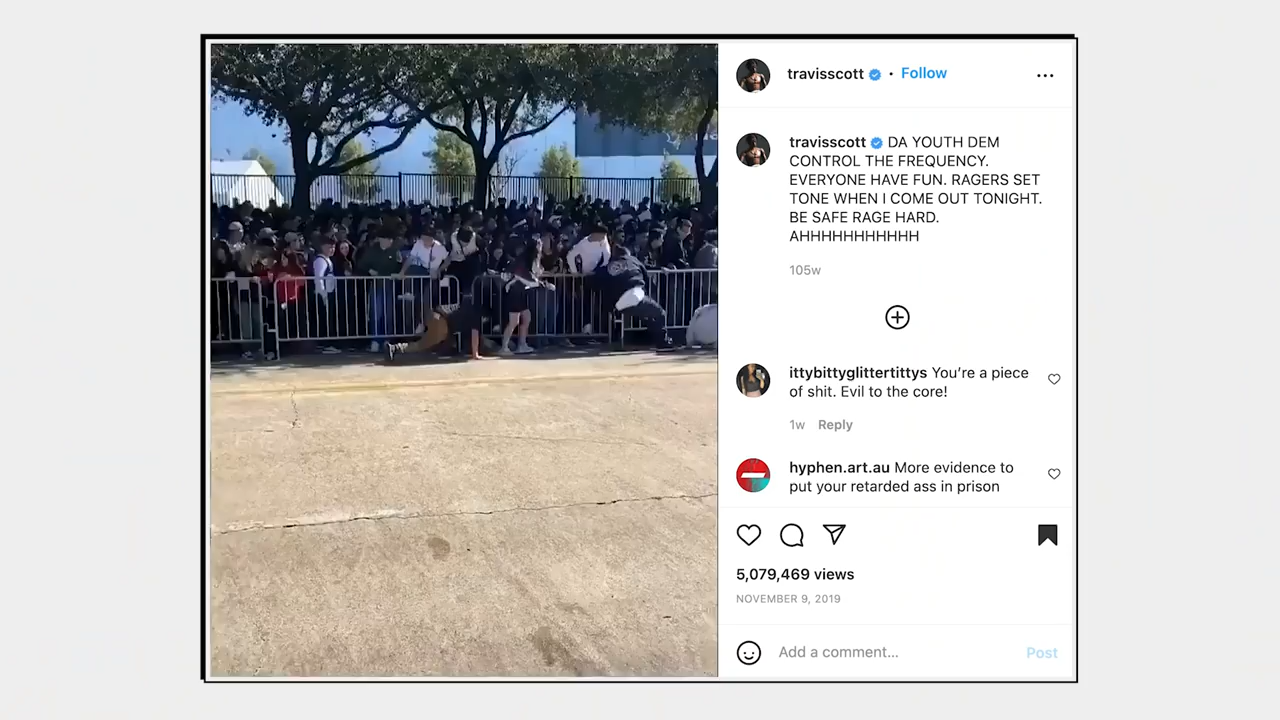 travisscott • Follow
travisscott DA YOUTH DEM
CONTROL THE FREQUENCY.
EVERYONE HAVE FUN. RAGERS SET
TONE WHEN I COME OUT TONIGHT.
BE SAFE RAGE HARD.
AHHHHHHHHHHH
105w
ittybittyglittertittys You’re a piece
of shit. Evil to the core!
1w Reply
hyphen.art.au More evidence to
put your retarded ass in prison
5,079,469 views
NOVEMBER 9, 2019
Add a comment... Post